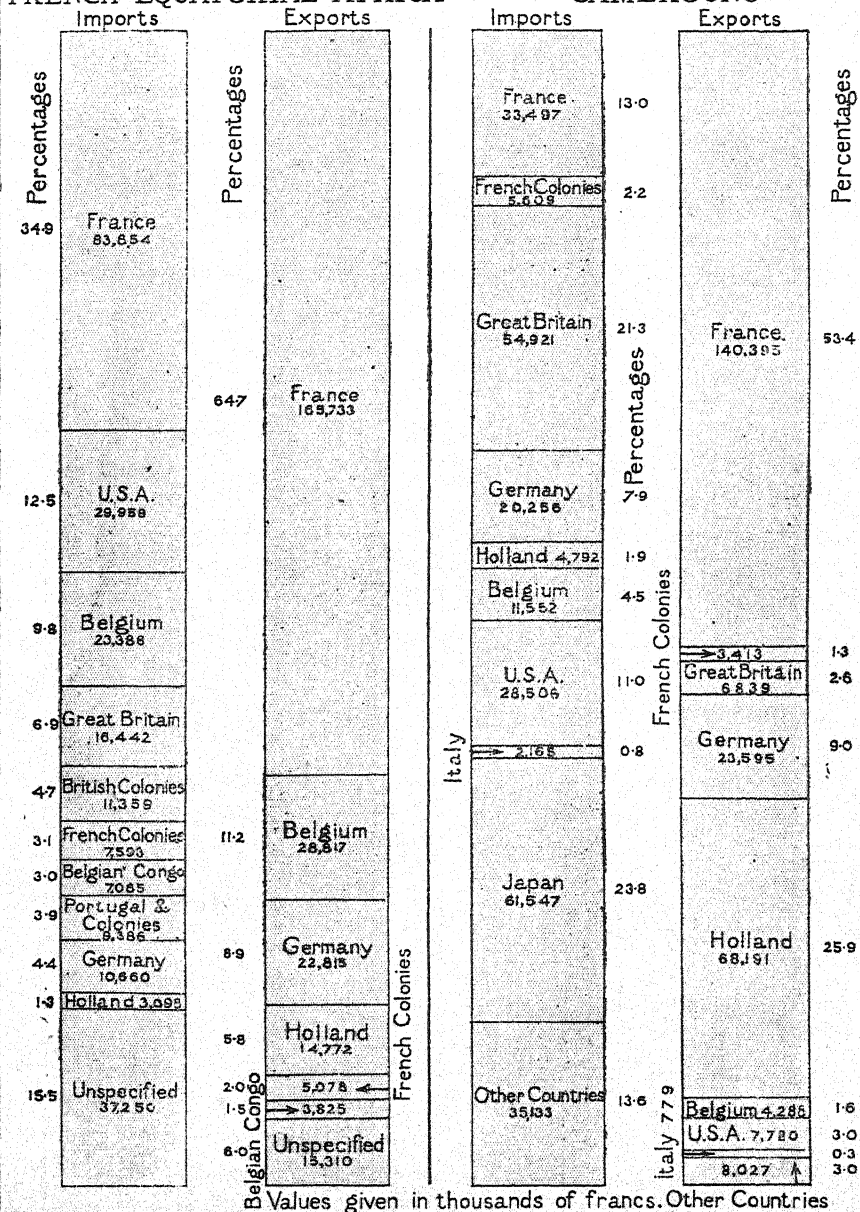 FRENCH EQUATORIAL AFRICA CAMEROONS
Imports Exports Imports Exports
Percentages
34.9
France
83,854
12.5
U.S.A.
29,958
9.8
Belgium
23,386
6.9
Great Britain
16,442
4.7
British Colonies
11,359
3.1
French Colonies
7,593
3.0
Belgian Congo
7,065
3.9
Portugal &
Colonies
9,386
4.4
Germany
10,660
1.3
Holland 3,095
15.5
Unspecified
37,250
Percentages
64.7
France
165,733
11.2
Belgium
28,817
8.9
Germany
22,815
5.8
Holland
14,772
2.0
5,078
French Colonies
1.5
3,825
Belgian Congo
6.0
Unspecified
15,310
France
33,497
13.0
French Colonies
5,609
2.2
Great Britain
54,921
21.3
Percentages
Germany
20,256
7.9
Holland 4,792
1.9
Belgium
11,552
4.5
U.S.A.
28,506
11.0
Italy
2,165
0.8
Japan
61,547
23.8
Other Countries
35,133
13.6
Percentages
France
140,395
53.4
French Colonies
3,413
1.3
Great Britain
6839
2.6
Germany
23,595
9.0
Holland
68,191
25.9
Belgium 4,285
1.6
U.S.A. 7,780
3.0
Italy 779
0.3
8,027
3.0
Values given in thousands of francs. Other Countries